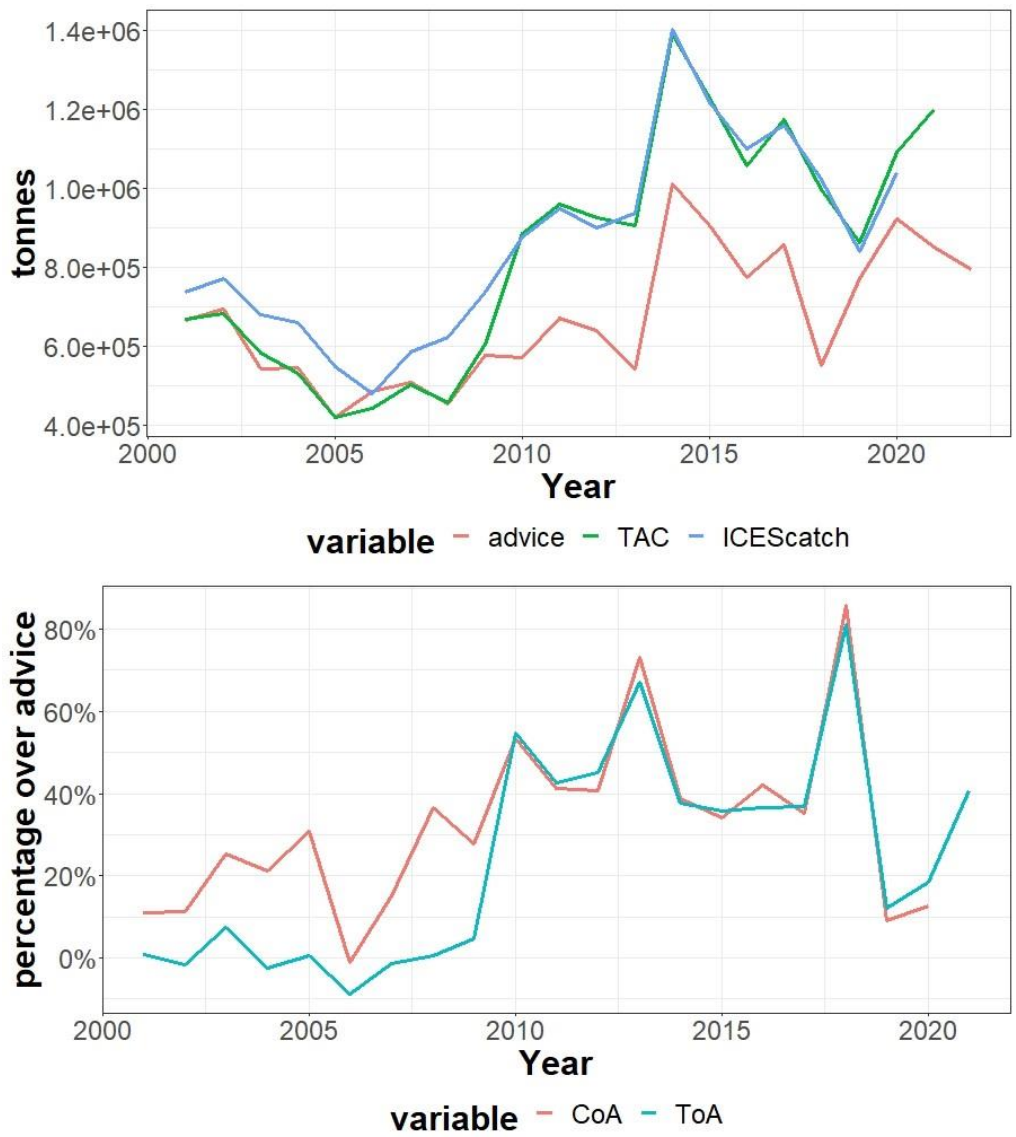 1.4e+06
1.2e+06
1.0e+06
8.0e+05
6.0e+05
4.0e+05
tonnes
2000 2005 2010 2015 2020
Year
variable advice TAC ICEScatch
80%
60%
40%
20%
0%
percentage over advice
2000 2005 2010 2015 2020
Year
variable CoA ToA